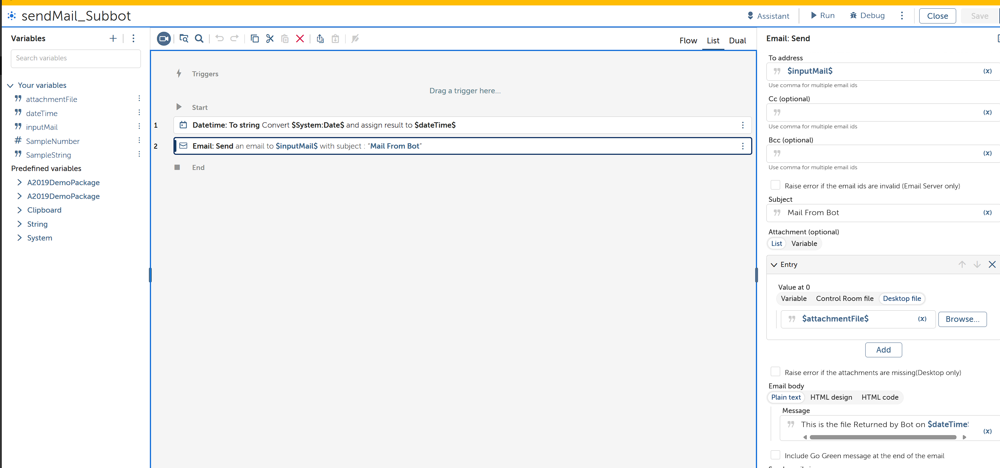 sendMail_Subbot
Assistant
Run
Debug
Close
Save
Variables
Search variables
Your variables
attachmentFile
dateTime
inputMail
SampleNumber
SampleString
Predefined variables
A2019DemoPackage
A2019DemoPackage
Clipboard
String
System
Flow
List
Dual
Triggers
Drag a trigger here...
Start
1 Datetime: To string Convert $System:Date$ and assign result to $dateTime$
2 Email: Send an email to $inputMail$ with subject : “Mail From Bot”
End
Email: Send
To address
$inputMail$ (x)
Use comma for multiple email ids
Cc (optional)
(x)
Use comma for multiple email ids
Bcc (optional)
(x)
Use comma for multiple email ids
Raise error if the email ids are invalid (Email Server only)
Subject
Mail From Bot (x)
Attachment (optional)
List Variable
Entry
Value at 0
Variable Control Room file Desktop file
$attachmentFile$ (x) Browse...
Add
Raise error if the attachments are missing(Desktop only)
Email body
Plain text HTML design HTML code
Message
This is the file Returned by Bot on $dateTime
(x)
Include Go Green message at the end of the email